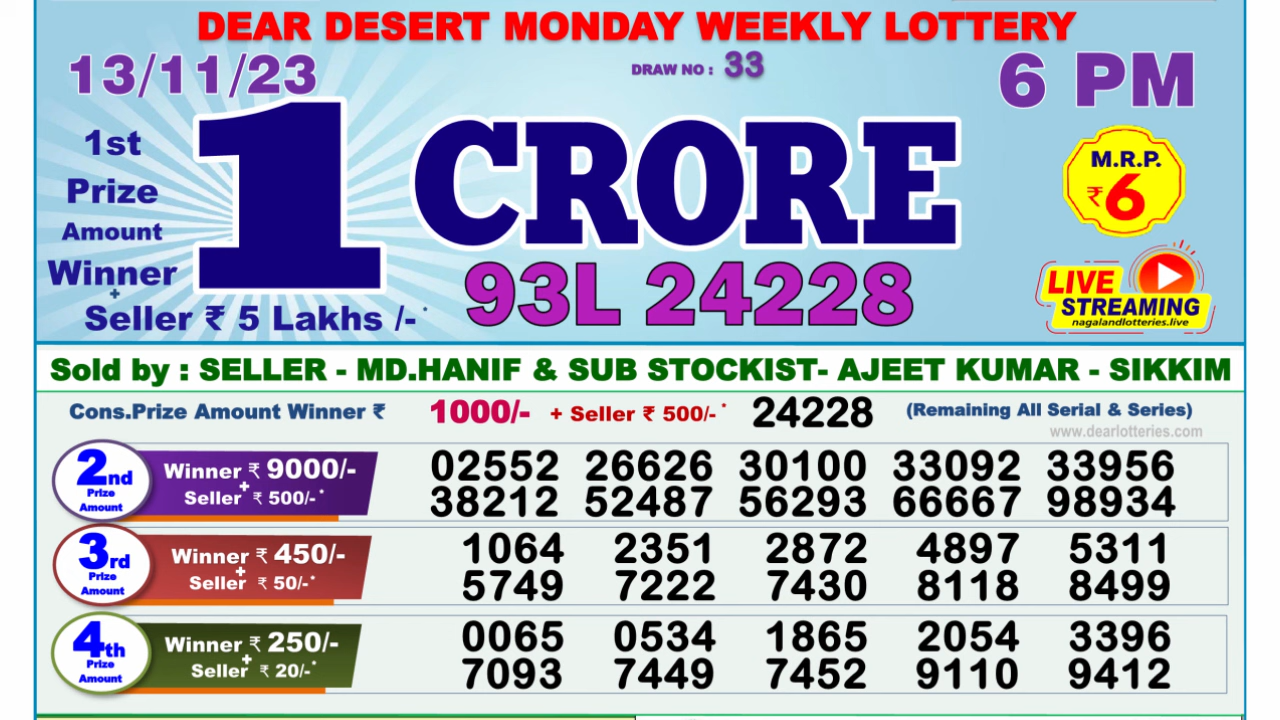 DEAR DESERT MONDAY WEEKLY LOTTERY
13/11/23
DRAW NO : 33
6 PM
1st
Prize
Amount
Winner
+
Seller ₹ 5 Lakhs /-*
1 CRORE
93L 24228
M.R.P.
₹6
LIVE
STREAMING
nagalandlotteries.live
Sold by : SELLER - MD.HANIF & SUB STOCKIST- AJEET KUMAR - SIKKIM
Cons.Prize Amount Winner ₹ 1000/- + Seller ₹ 500/-* 24228 (Remaining All Serial & Series)
www.dearlotteries.com
2nd
Prize
Amount
Winner ₹ 9000/-
+
Seller ₹ 500/-*
02552 26626 30100 33092 33956
38212 52487 56293 66667 98934
3rd
Prize
Amount
Winner ₹ 450/-
+
Seller ₹ 50/-*
1064 2351 2872 4897 5311
5749 7222 7430 8118 8499
4th
Prize
Amount
Winner ₹ 250/-
+
Seller ₹ 20/-*
0065 0534 1865 2054 3396
7093 7449 7452 9110 9412